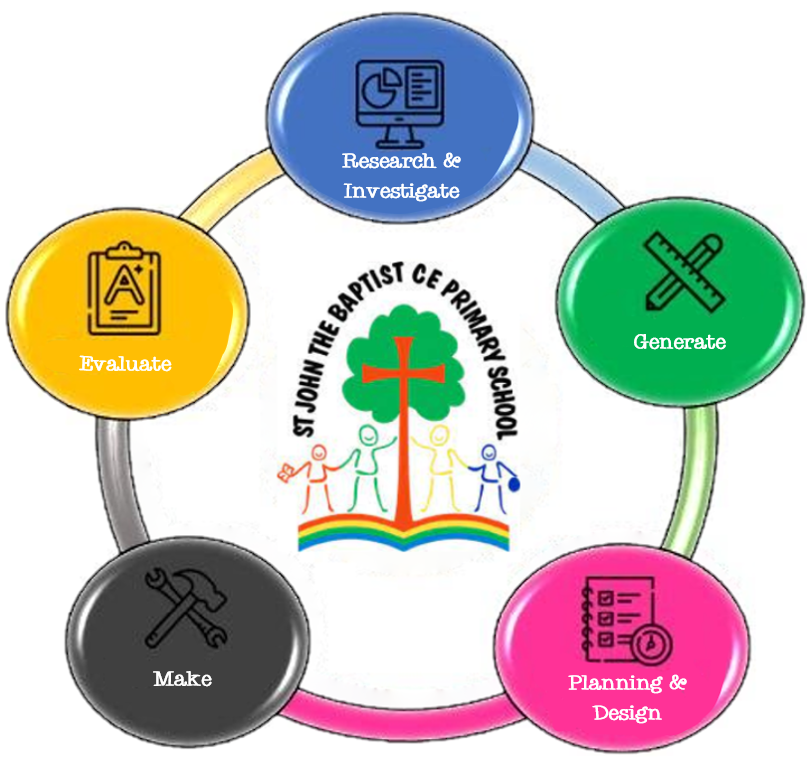 Research &
Investigate
Generate
Planning &
Design
Make
Evaluate
A+
ST JOHN THE BAPTIST CE PRIMARY SCHOOL